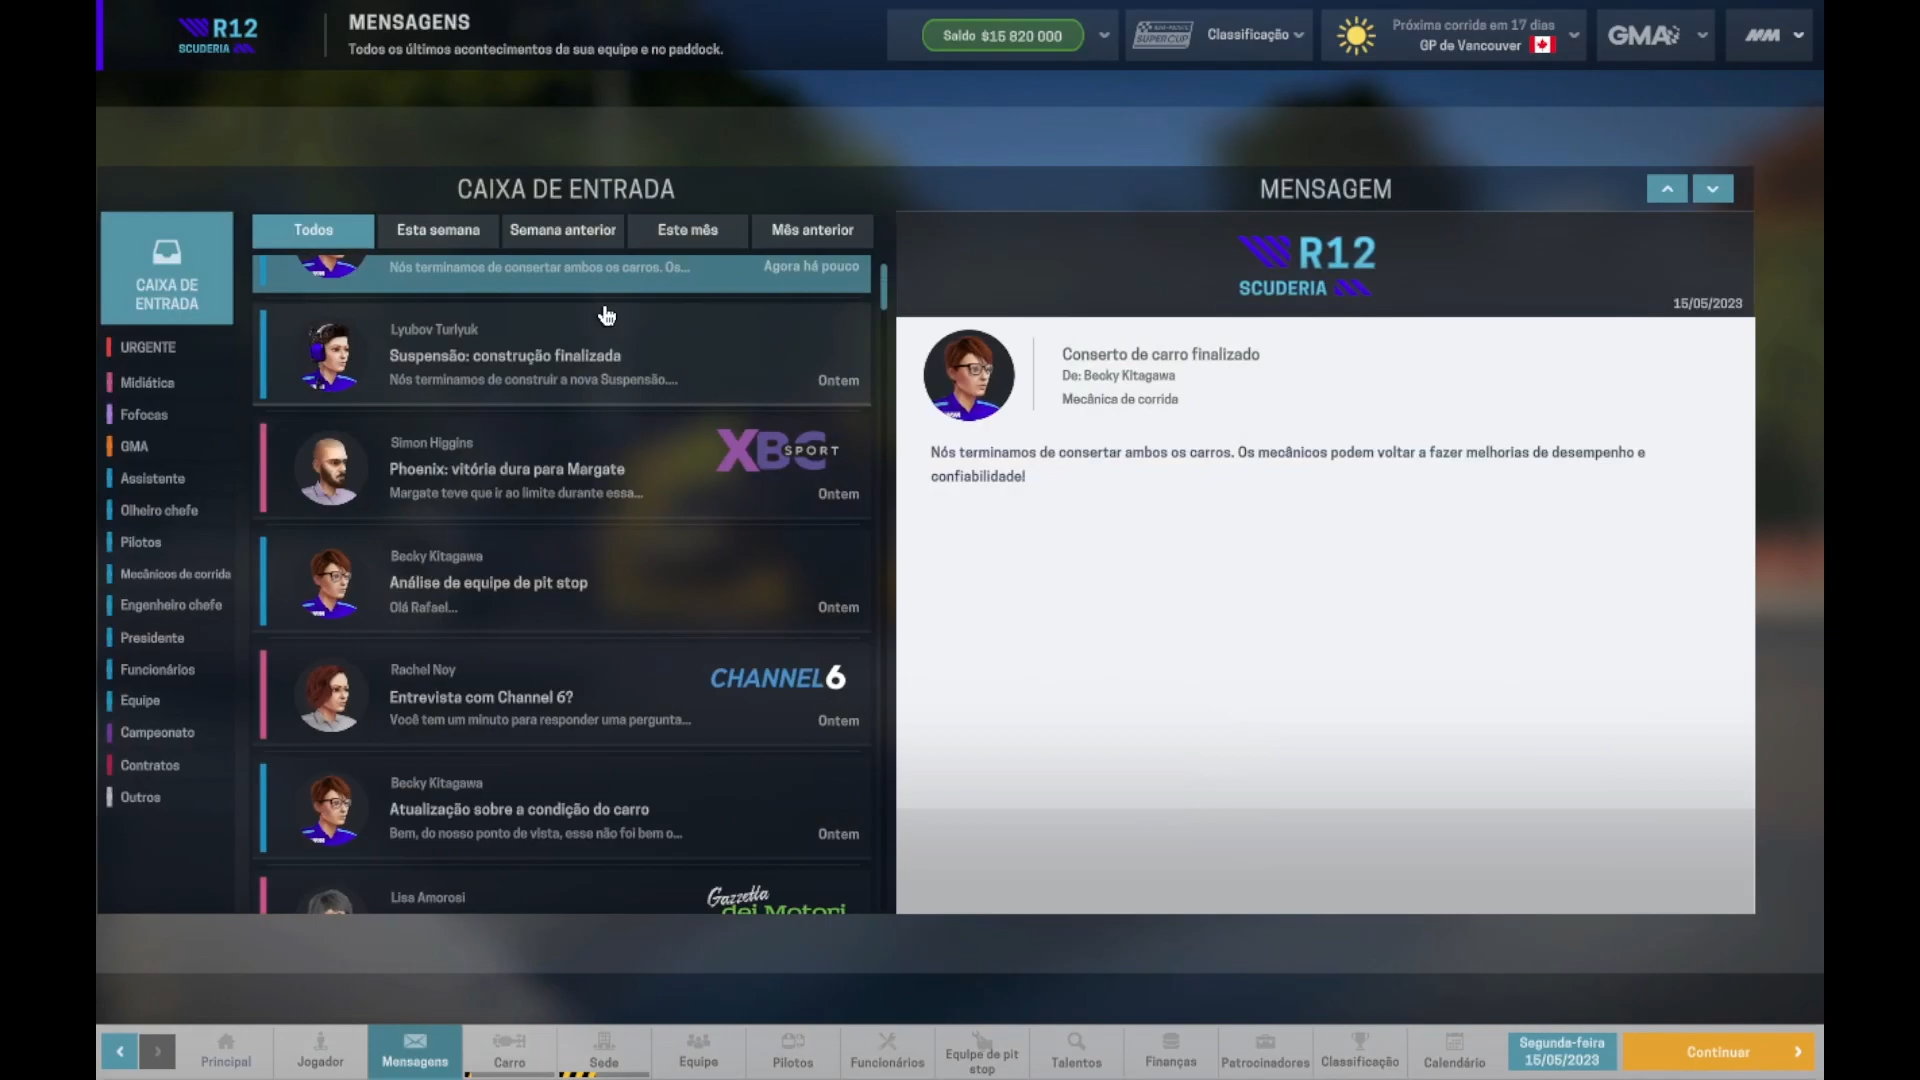 R12
SCUDERIA
MENSAGENS
Todos os últimos acontecimentos da sua equipe e no paddock.
Saldo $15 820 000
SUPERCUP
Classificação
Próxima corrida em 17 dias
GP de Vancouver
GMA
CAIXA DE ENTRADA
MENSAGEM
CAIXA DE
ENTRADA
URGENTE
Midiática
Fofocas
GMA
Assistente
Olheiro chefe
Pilotos
Mecânicos de corrida
Engenheiro chefe
Presidente
Funcionários
Equipe
Campeonato
Contratos
Outros
Todos
Esta semana
Semana anterior
Este mês
Mês anterior
Nós terminamos de consertar ambos os carros. Os...
Agora há pouco
Lyubov Turlyuk
Suspensão: construção finalizada
Nós terminamos de construir a nova Suspensão....
Ontem
Simon Higgins
XBC SPORT
Phoenix: vitória dura para Margate
Margate teve que ir ao limite durante essa...
Ontem
Becky Kitagawa
Análise de equipe de pit stop
Olá Rafael...
Ontem
Rachel Noy
CHANNEL6
Entrevista com Channel 6?
Você tem um minuto para responder uma pergunta...
Ontem
Becky Kitagawa
Atualização sobre a condição do carro
Bem, do nosso ponto de vista, esse não foi bem o...
Ontem
Lisa Amorosi
Gazzetta
dei Motori
R12
SCUDERIA
15/05/2023
Conserto de carro finalizado
De: Becky Kitagawa
Mecânica de corrida
Nós terminamos de consertar ambos os carros. Os mecânicos podem voltar a fazer melhorias de desempenho e
confiabilidade!
Principal
Jogador
Mensagens
Carro
Sede
Equipe
Pilotos
Funcionários
Equipe de pit
stop
Talentos
Finanças
Patrocinadores
Classificação
Calendário
Segunda-feira
15/05/2023
Continuar